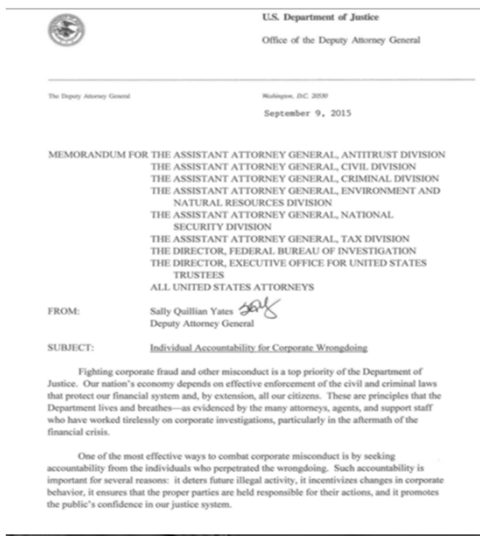 U.S. Department of Justice
Office of the Deputy Attorney General
The Deputy Attorney General
Washington, D.C. 20530
September 9, 2015
MEMORANDUM FOR THE ASSISTANT ATTORNEY GENERAL, ANTITRUST DIVISION
THE ASSISTANT ATTORNEY GENERAL, CIVIL DIVISION
THE ASSISTANT ATTORNEY GENERAL, CRIMINAL DIVISION
THE ASSISTANT ATTORNEY GENERAL, ENVIRONMENT AND
NATURAL RESOURCES DIVISION
THE ASSISTANT ATTORNEY GENERAL, NATIONAL
SECURITY DIVISION
THE ASSISTANT ATTORNEY GENERAL, TAX DIVISION
THE DIRECTOR, FEDERAL BUREAU OF INVESTIGATION
THE DIRECTOR, EXECUTIVE OFFICE FOR UNITED STATES
TRUSTEES
ALL UNITED STATES ATTORNEYS
FROM: Sally Quillian Yates
Deputy Attorney General
SUBJECT: Individual Accountability for Corporate Wrongdoing
Fighting corporate fraud and other misconduct is a top priority of the Department of
Justice. Our nation's economy depends on effective enforcement of the civil and criminal laws
that protect our financial system and, by extension, all our citizens. These are principles that the
Department lives and breathes—as evidenced by the many attorneys, agents, and support staff
who have worked tirelessly on corporate investigations, particularly in the aftermath of the
financial crisis.
One of the most effective ways to combat corporate misconduct is by seeking
accountability from the individuals who perpetrated the wrongdoing. Such accountability is
important for several reasons: it deters future illegal activity, it incentivizes changes in corporate
behavior, it ensures that the proper parties are held responsible for their actions, and it promotes
the public's confidence in our justice system.